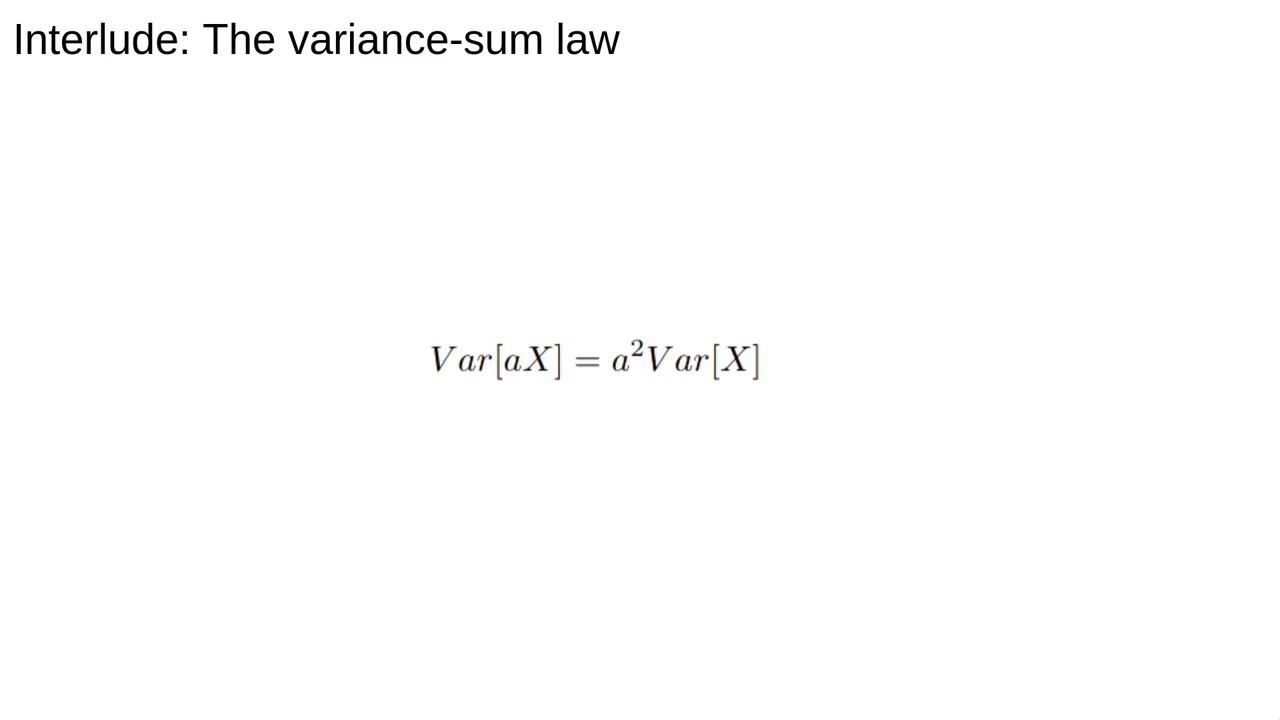 Interlude: The variance-sum law
Var[aX] = a²Var[X]